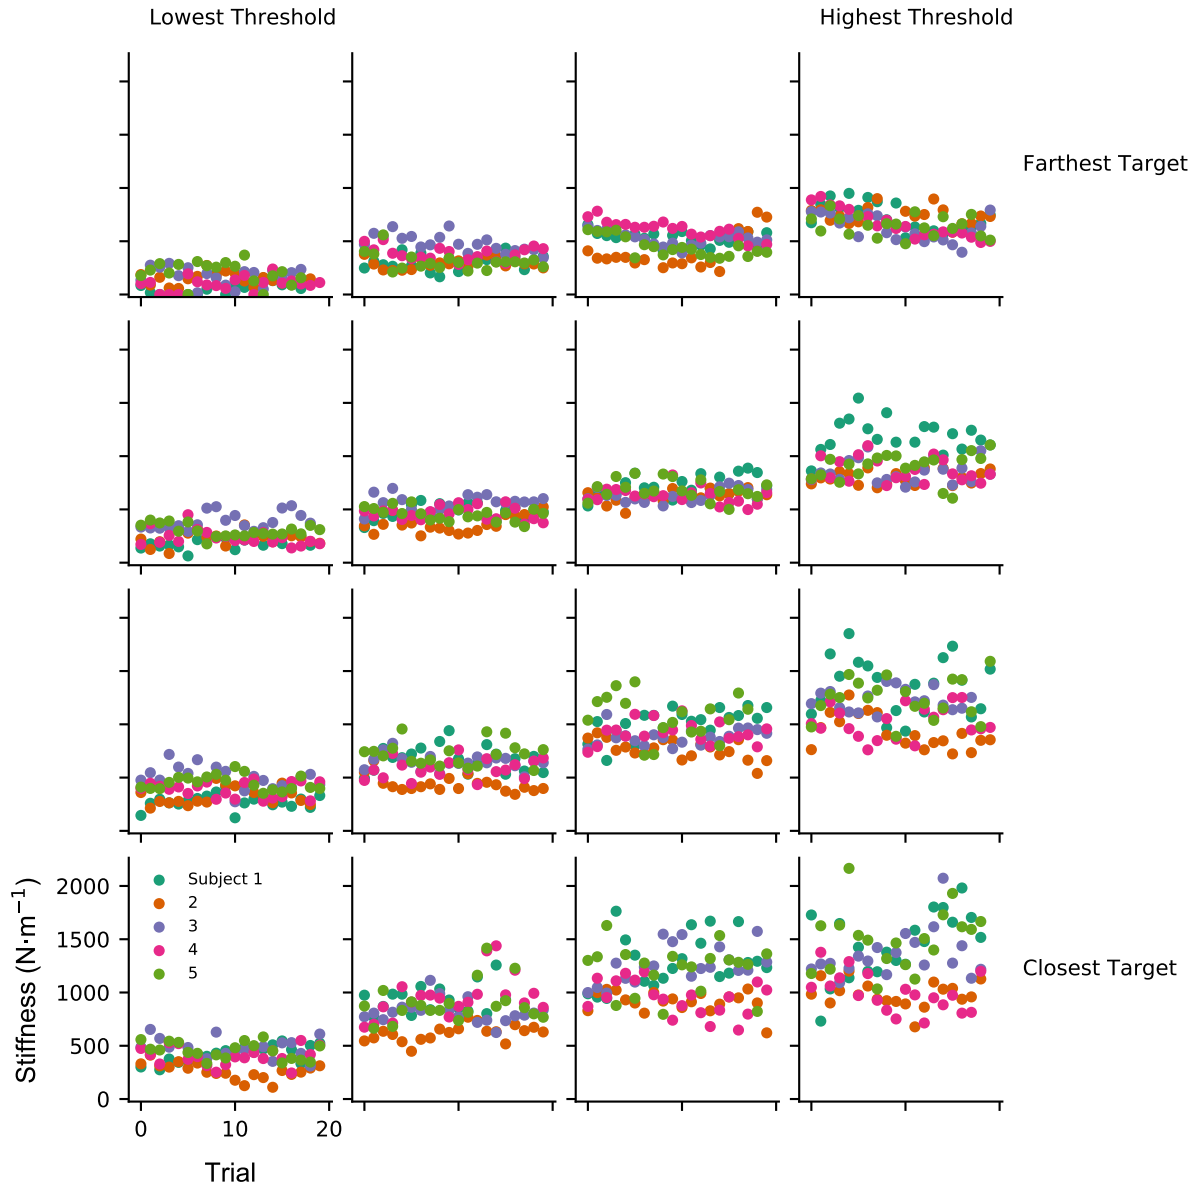 Lowest Threshold
Highest Threshold
Farthest Target
Subject 1
2
3
4
5
2000
1500
1000
500
0
Stiffness (N·m⁻¹)
Closest Target
0 10 20
Trial